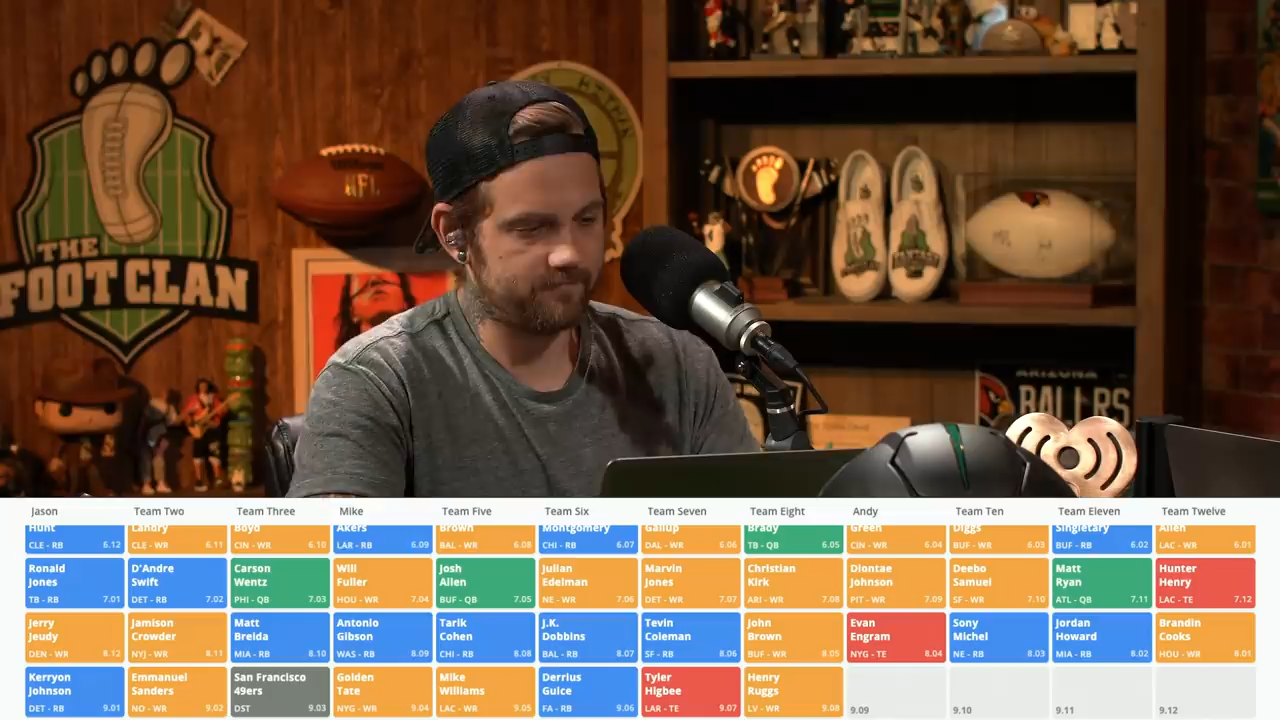 THE
FOOT CLAN
NFL
ARIZONA
Jason Team Two Team Three Mike Team Five Team Six Team Seven Team Eight Andy Team Ten Team Eleven Team Twelve
Hunt Landry Boyd Akers Brown Montgomery Gallup Brady Green Diggs Singletary Allen
CLE - RB 6.12 CLE - WR 6.11 CIN - WR 6.10 LAR - RB 6.09 BAL - WR 6.08 CHI - RB 6.07 DAL - WR 6.06 TB - QB 6.05 CIN - WR 6.04 BUF - WR 6.03 BUF - RB 6.02 LAC - WR 6.01
Ronald D'Andre Carson Will Josh Julian Marvin Christian Diontae Deebo Matt Hunter
Jones Swift Wentz Fuller Allen Edelman Jones Kirk Johnson Samuel Ryan Henry
TB - RB 7.01 DET - RB 7.02 PHI - QB 7.03 HOU - WR 7.04 BUF - QB 7.05 NE - WR 7.06 DET - WR 7.07 ARI - WR 7.08 PIT - WR 7.09 SF - WR 7.10 ATL - QB 7.11 LAC - TE 7.12
Jerry Jamison Matt Antonio Tarik J.K. Tevin John Evan Sony Jordan Brandin
Jeudy Crowder Breida Gibson Cohen Dobbins Coleman Brown Engram Michel Howard Cooks
DEN - WR 8.12 NYJ - WR 8.11 MIA - RB 8.10 WAS - RB 8.09 CHI - RB 8.08 BAL - RB 8.07 SF - RB 8.06 BUF - WR 8.05 NYG - TE 8.04 NE - RB 8.03 MIA - RB 8.02 HOU - WR 8.01
Kerryon Emmanuel San Francisco Golden Mike Derrius Tyler Henry
Johnson Sanders 49ers Tate Williams Guice Higbee Ruggs
DET - RB 9.01 NO - WR 9.02 DST 9.03 NYG - WR 9.04 LAC - WR 9.05 FA - RB 9.06 LAR - TE 9.07 LV - WR 9.08 9.09 9.10 9.11 9.12